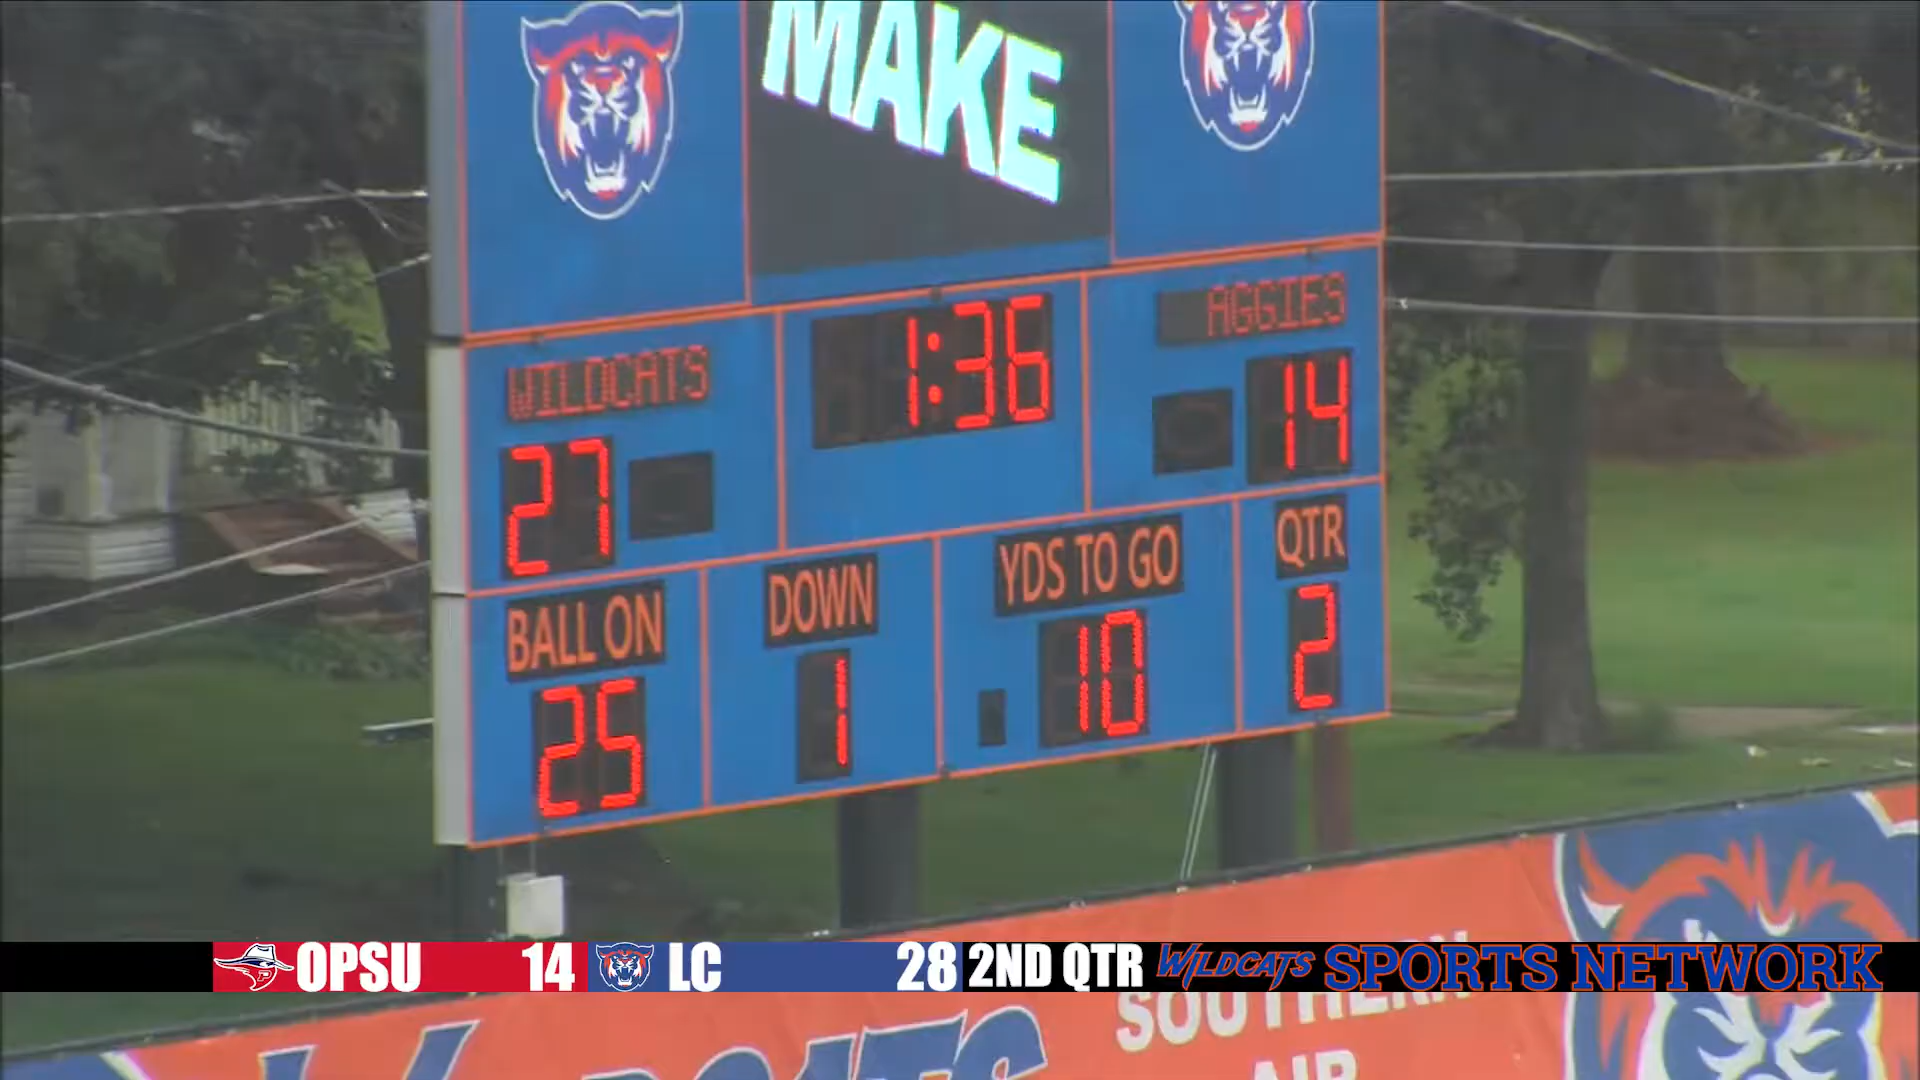 MAKE
WILDCATS 1:36 AGGIES
27 14
BALL ON DOWN YDS TO GO QTR
25 1 10 2
OPSU 14 LC 28 2ND QTR WILDCATS SPORTS NETWORK
SOUTHERN
AIR